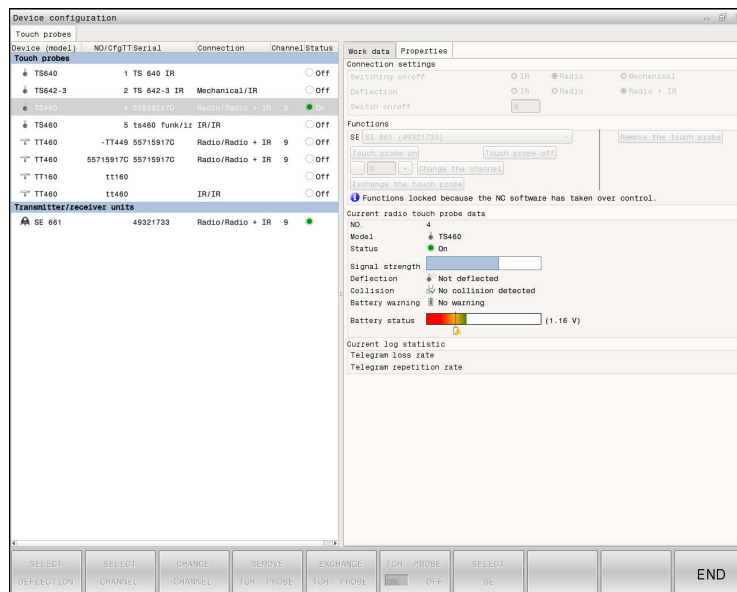 Device configuration
Touch probes
Device (model) NO/CfgTT Serial Connection Channel Status
Touch probes
TS640 1 TS 640 IR Off
TS642-3 2 TS 642-3 IR Mechanical/IR Off
TS460 4 Radio/Radio + IR On
TS460 5 ts460 funk/ir IR/IR Off
TT460 -TT449 55715917C Radio/Radio + IR 9 Off
TT460 55715917C 55715917C Radio/Radio + IR 9 Off
TT160 tt160 Off
TT460 tt460 IR/IR Off
Transmitter/receiver units
SE 661 49321733 Radio/Radio + IR 9
Work data Properties
Connection settings
Switching on/off IR Radio Mechanical
Deflection IR Radio Radio + IR
Switch on/off
Functions
SE SE 661 (49321733) Remove the touch probe
Touch probe on Touch probe off
- 0 + Change the channel
Exchange the touch probe
Functions locked because the NC software has taken over control.
Current radio touch probe data
NO. 4
Model TS460
Status On
Signal strength
Deflection Not deflected
Collision No collision detected
Battery warning No warning
Battery status (1.16 V)
Current log statistic
Telegram loss rate
Telegram repetition rate
SELECT DEFLECTION
SELECT CHANNEL
CHANGE CHANNEL
REMOVE TCH. PROBE
EXCHANGE TCH. PROBE
TCH. PROBE ON OFF
SELECT SE
END